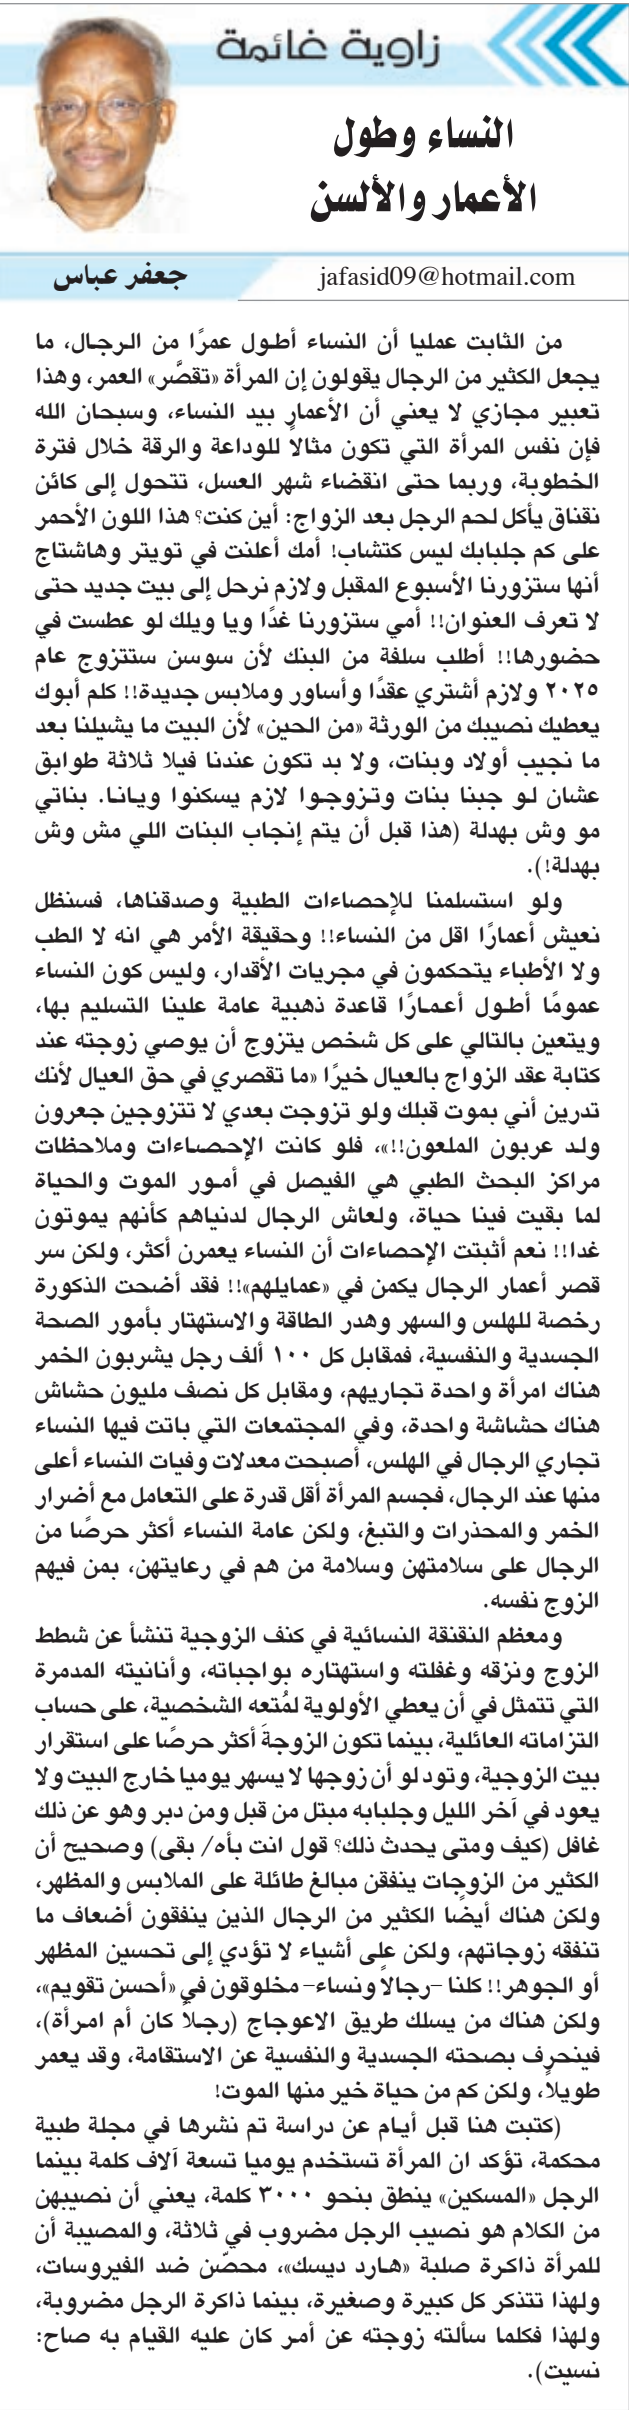 زاوية غائمة
النساء وطول
الأعمار والألسن
جعفر عباس
jafasid09@hotmail.com
من الثابت عمليا أن النساء أطـول عمرًا من الـرجـال، ما
يجعل الكثير من الرجال يقولون إن المرأة «تقصَّر» العمر، وهذا
تعبير مجازي لا يعني أن الأعمار بيد النساء، وسبحان الله
فإن نفس المرأة التي تكون مثالاً للوداعة والرقة خلال فترة
الخطوبة، وربما حتى انقضاء شهر العسل، تتحول إلى كائن
نقناق يأكل لحم الرجل بعد الزواج: أين كنت؟ هذا اللون الأحمر
على كم جلبابك ليس كتشاب! أمك أعلنت في تويتر وهاشتاج
أنها ستزورنا الأسبوع المقبل ولازم نرحل إلى بيت جديد حتى
لا تعرف العنوان!! أمي ستزورنا غدًا ويا ويلك لو عطست في
حضورها!! أطلب سلفة من البنك لأن سوسن ستتزوج عام
٢٠٢٥ ولازم أشتري عقدًا وأساور وملابس جديدة!! كلم أبوك
يعطيك نصيبك من الورثة «من الحين» لأن البيت ما يشيلنا بعد
ما نجيب أولاد وبنات، ولا بد تكون عندنا فيلا ثلاثة طوابق
عشان لـو جبنا بنات وتـزوجـوا لازم يسكنوا ويـانـا. بناتي
مو وش بهدلة (هذا قبل أن يتم إنجاب البنات اللي مش وش
بهدلة!).
ولو استسلمنا للإحصاءات الطبية وصدقناها، فسنظل
نعيش أعمارًا اقل من النساء!! وحقيقة الأمر هي انه لا الطب
ولا الأطباء يتحكمون في مجريات الأقدار، وليس كون النساء
عمومًا أطـول أعـمـارًا قاعدة ذهبية عامة علينا التسليم بها،
ويتعين بالتالي على كل شخص يتزوج أن يوصي زوجته عند
كتابة عقد الزواج بالعيال خيرًا «ما تقصري في حق العيال لأنك
تدرين أني بموت قبلك ولو تزوجت بعدي لا تتزوجين جعرون
ولـد عربون الملعون!!»، فلو كانت الإحـصـاءات وملاحظات
مراكز البحث الطبي هي الفيصل في أمـور الموت والحياة
لما بقيت فينا حياة، ولعاش الرجال لدنياهم كأنهم يموتون
غدا!! نعم أثبتت الإحصاءات أن النساء يعمرن أكثر، ولكن سر
قصر أعمار الرجال يكمن في «عمايلهم»!! فقد أضحت الذكورة
رخصة للهلس والسهر وهدر الطاقة والاستهتار بأمور الصحة
الجسدية والنفسية، فمقابل كل ١٠٠ ألف رجل يشربون الخمر
هناك امرأة واحدة تجاريهم، ومقابل كل نصف مليون حشاش
هناك حشاشة واحدة، وفي المجتمعات التي باتت فيها النساء
تجاري الرجال في الهلس، أصبحت معدلات وفيات النساء أعلى
منها عند الرجال، فجسم المرأة أقل قدرة على التعامل مع أضرار
الخمر والمحذرات والتبغ، ولكن عامة النساء أكثر حرصًا من
الرجال على سلامتهن وسلامة من هم في رعايتهن، بمن فيهم
الزوج نفسه.
ومعظم النقنقة النسائية في كنف الزوجية تنشأ عن شطط
الزوج ونزقه وغفلته واستهتاره بواجباته، وأنانيته المدمرة
التي تتمثل في أن يعطي الأولوية لمُتعه الشخصية، على حساب
التزاماته العائلية، بينما تكون الزوجةَ أكثر حرصًا على استقرار
بيت الزوجية، وتود لو أن زوجها لا يسهر يوميا خارج البيت ولا
يعود في آخر الليل وجلبابه مبتل من قبل ومن دبر وهو عن ذلك
غافل (كيف ومتى يحدث ذلك؟ قول انت بأه/ بقى) وصحيح أن
الكثير من الزوجات ينفقن مبالغ طائلة على الملابس والمظهر،
ولكن هناك أيضًا الكثير من الرجال الذين ينفقون أضعاف ما
تنفقه زوجاتهم، ولكن على أشياء لا تؤدي إلى تحسين المظهر
أو الجوهر!! كلنا –رجالاً ونساء– مخلوقون في «أحسن تقويم»،
ولكن هناك من يسلك طريق الاعوجاج (رجـلاً كان أم امـرأة)،
فينحرف بصحته الجسدية والنفسية عن الاستقامة، وقد يعمر
طويلاً، ولكن كم من حياة خير منها الموت!
(كتبت هنا قبل أيـام عن دراسة تم نشرها في مجلة طبية
محكمة، تؤكد ان المرأة تستخدم يوميا تسعة آلاف كلمة بينما
الرجل «المسكين» ينطق بنحو ٣٠٠٠ كلمة، يعني أن نصيبهن
من الكلام هو نصيب الرجل مضروب في ثلاثة، والمصيبة أن
للمرأة ذاكـرة صلبة «هـارد ديسك»، محصّن ضد الفيروسات،
ولهذا تتذكر كل كبيرة وصغيرة، بينما ذاكرة الرجل مضروبة،
ولهذا فكلما سألته زوجته عن أمـر كان عليه القيام به صاح:
نسيت).